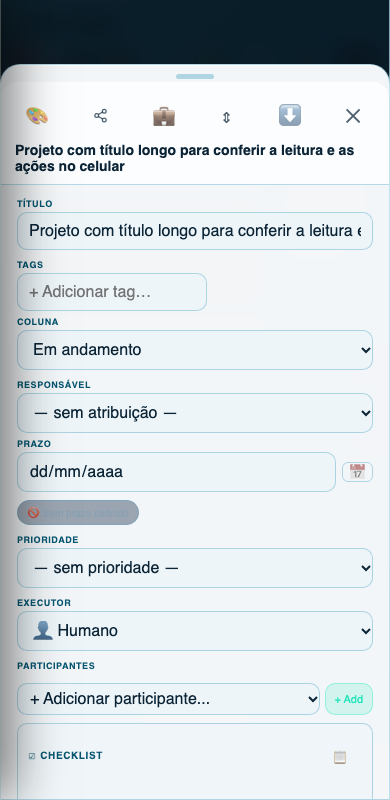 Projeto com título longo para conferir a leitura e as
ações no celular
TÍTULO
Projeto com título longo para conferir a leitura e
TAGS
+ Adicionar tag...
COLUNA
Em andamento
RESPONSÁVEL
— sem atribuição —
PRAZO
dd/mm/aaaa
17
prazo
PRIORIDADE
— sem prioridade —
EXECUTOR
Humano
PARTICIPANTES
+ Adicionar participante...
+ Add
CHECKLIST